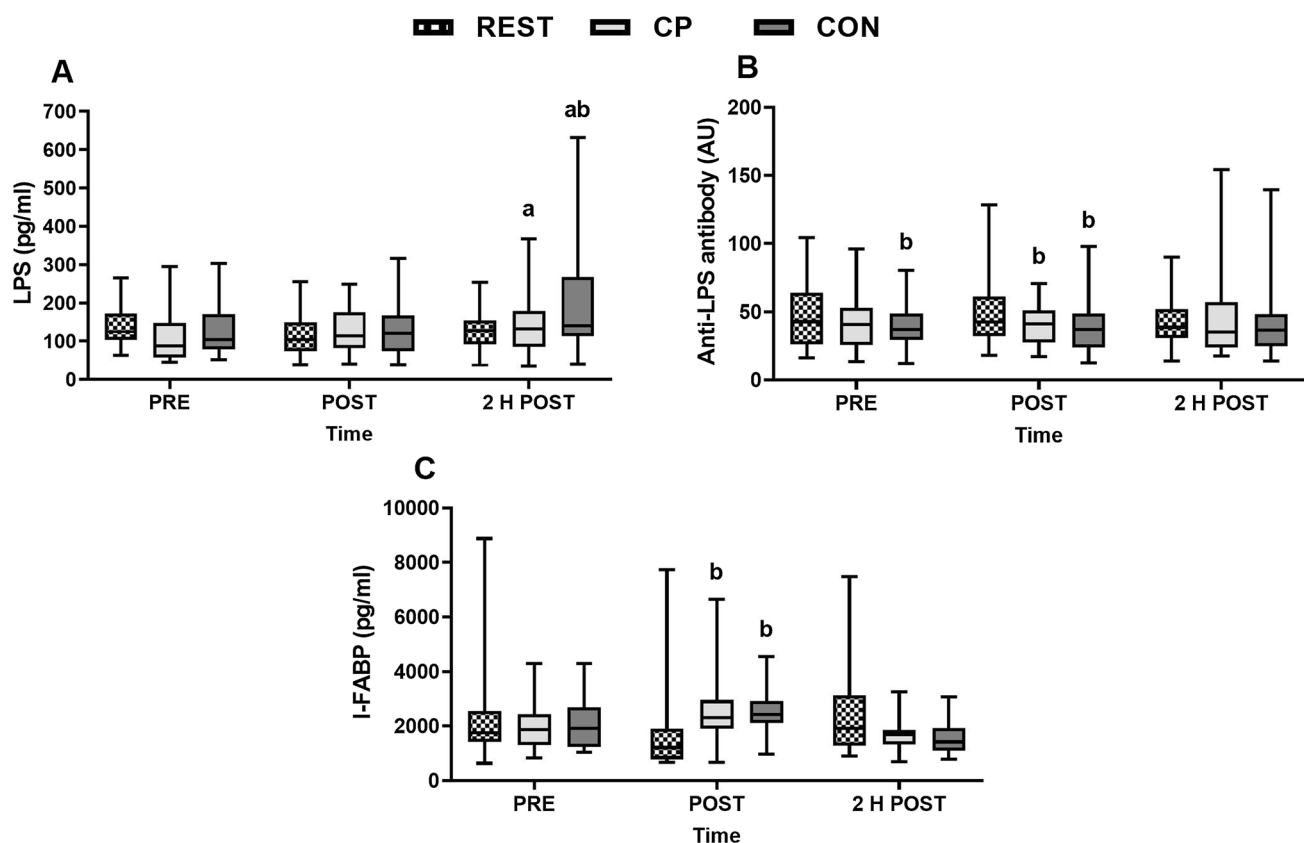 REST CP CON
A
700
600
500
400
300
200
100
0
LPS (pg/ml)
a
ab
PRE POST 2 H POST
Time
B
200
150
100
50
0
Anti-LPS antibody (AU)
b
b
b
PRE POST 2 H POST
Time
C
10000
8000
6000
4000
2000
0
I-FABP (pg/ml)
b
b
PRE POST 2 H POST
Time